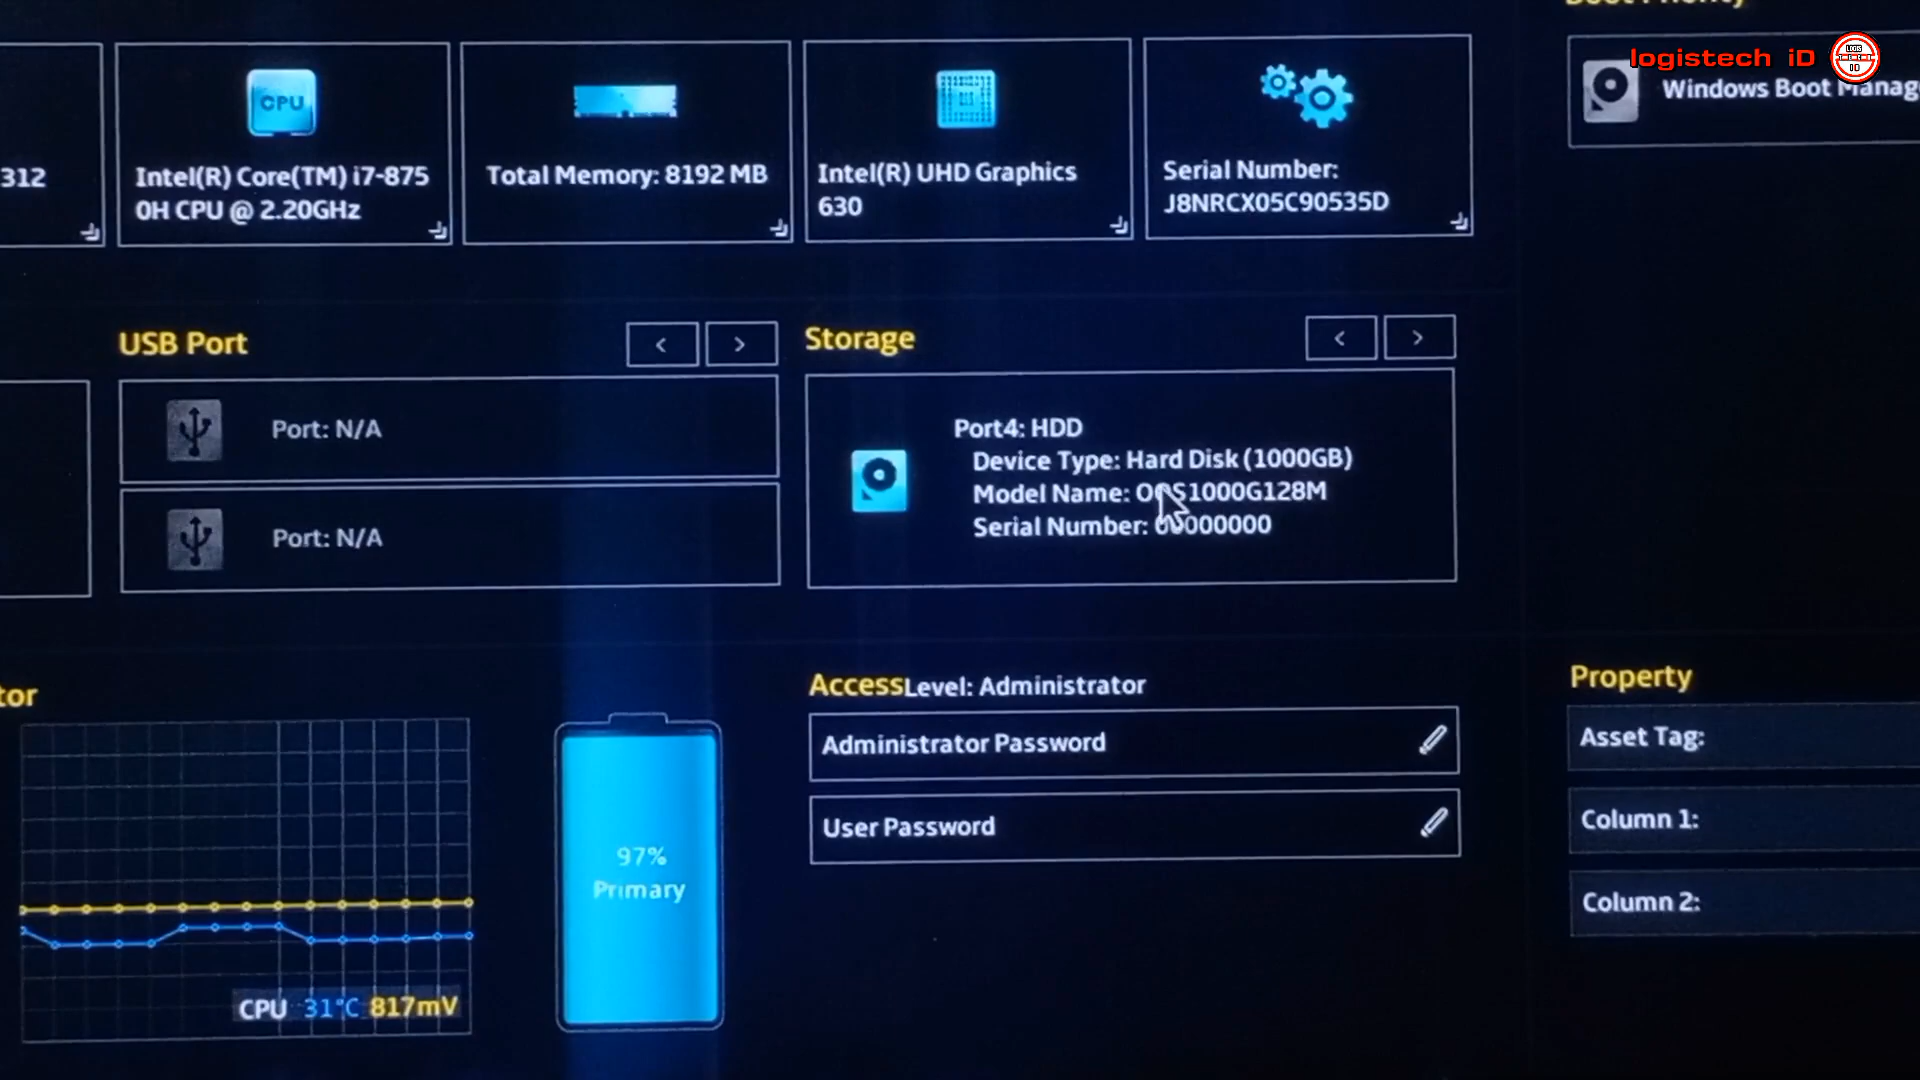 logistech iD
Windows Boot Manag
CPU
312
Intel(R) Core(TM) i7-875
0H CPU @ 2.20GHz
Total Memory: 8192 MB
Intel(R) UHD Graphics
630
Serial Number:
J8NRCX05C90535D
USB Port
<
>
Storage
<
>
Port: N/A
Port: N/A
Port4: HDD
Device Type: Hard Disk (1000GB)
Model Name:
Serial Number:
tor
97%
Primary
CPU 31°C 817mV
AccessLevel: Administrator
Administrator Password
User Password
Property
Asset Tag:
Column 1:
Column 2: